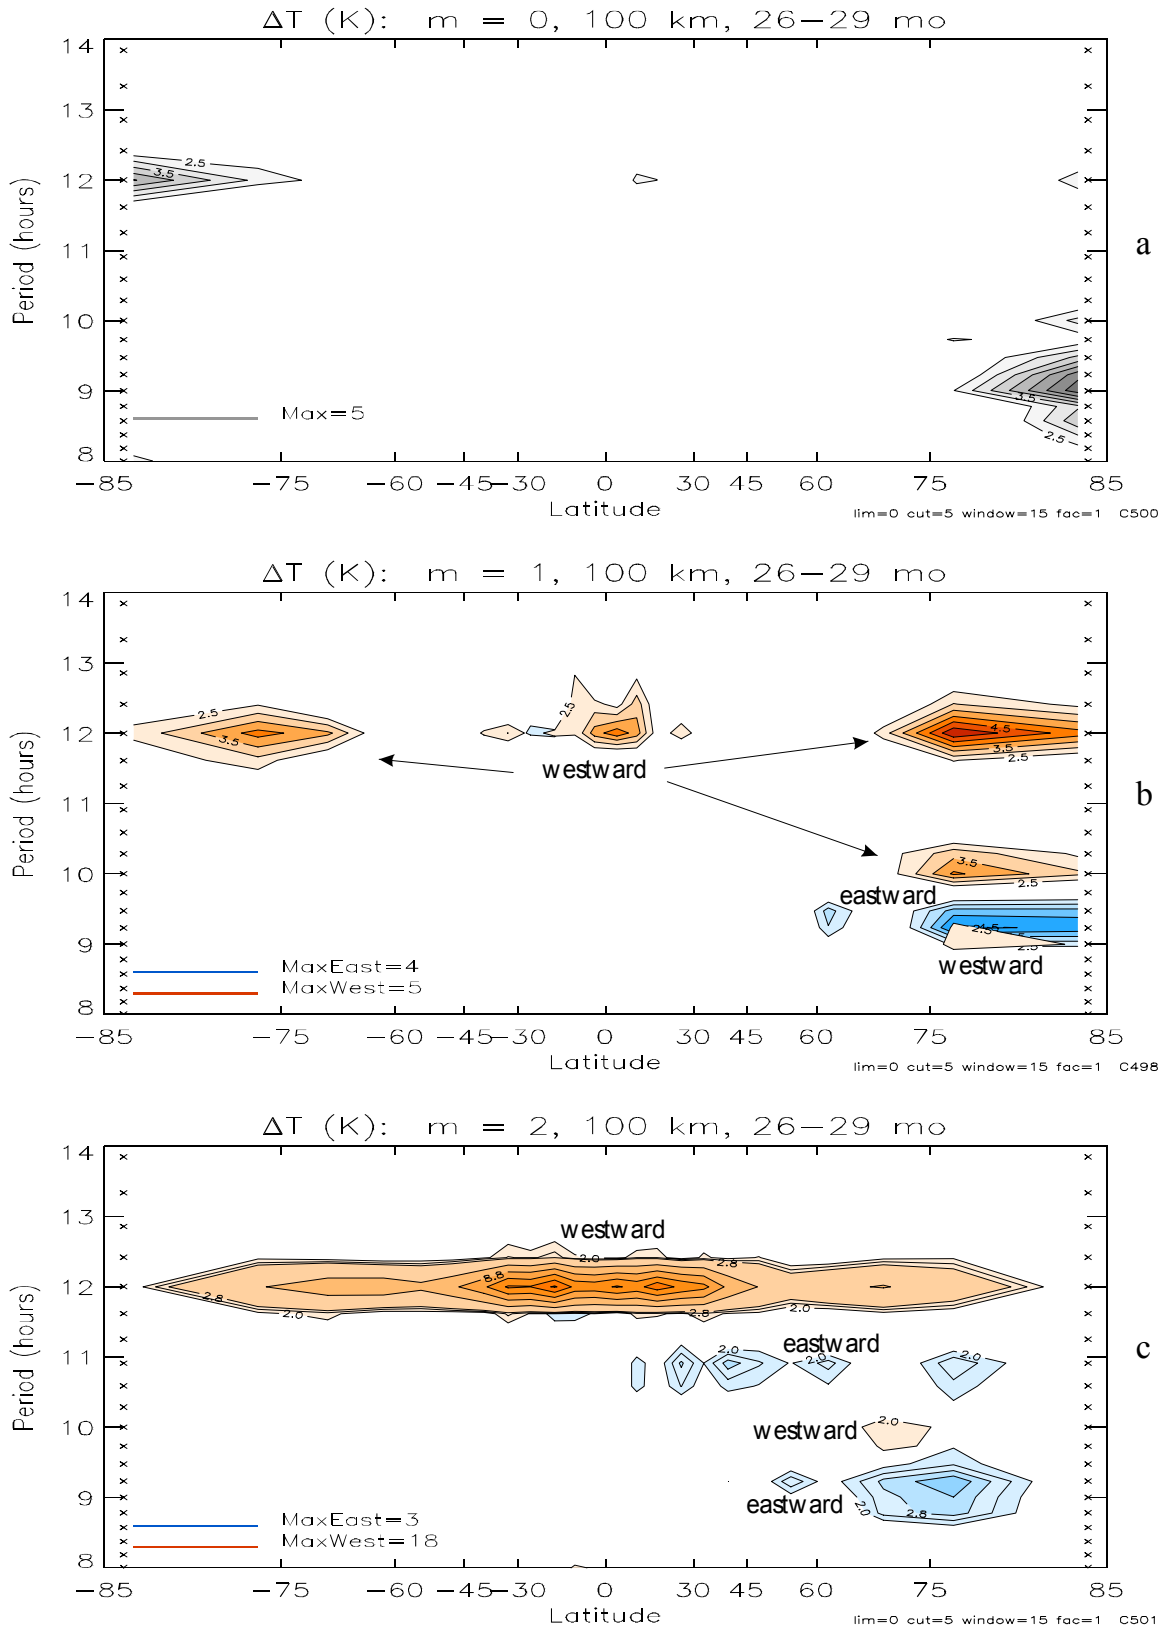 ΔT (K): m = 0, 100 km, 26−29 mo
14
13
12
11
10
9
8
Period (hours)
2.5
3.5
3.5
2.5
Max=5
a
−85 −75 −60 −45 −30 0 30 45 60 75 85
Latitude
lim=0 cut=5 window=15 fac=1 C500
ΔT (K): m = 1, 100 km, 26−29 mo
14
13
12
11
10
9
8
Period (hours)
2.5
3.5
2.5
4.5
3.5
2.5
westward
3.5
2.5
eastward
2.5
2.5
westward
MaxEast=4
MaxWest=5
b
−85 −75 −60 −45 −30 0 30 45 60 75 85
Latitude
lim=0 cut=5 window=15 fac=1 C498
ΔT (K): m = 2, 100 km, 26−29 mo
14
13
12
11
10
9
8
Period (hours)
westward
2.0
2.8
8.8
2.8
2.0
2.8
2.0
eastward
2.0
2.0
2.0
westward
2.0
eastward
2.0
2.8
MaxEast=3
MaxWest=18
c
−85 −75 −60 −45 −30 0 30 45 60 75 85
Latitude
lim=0 cut=5 window=15 fac=1 C501